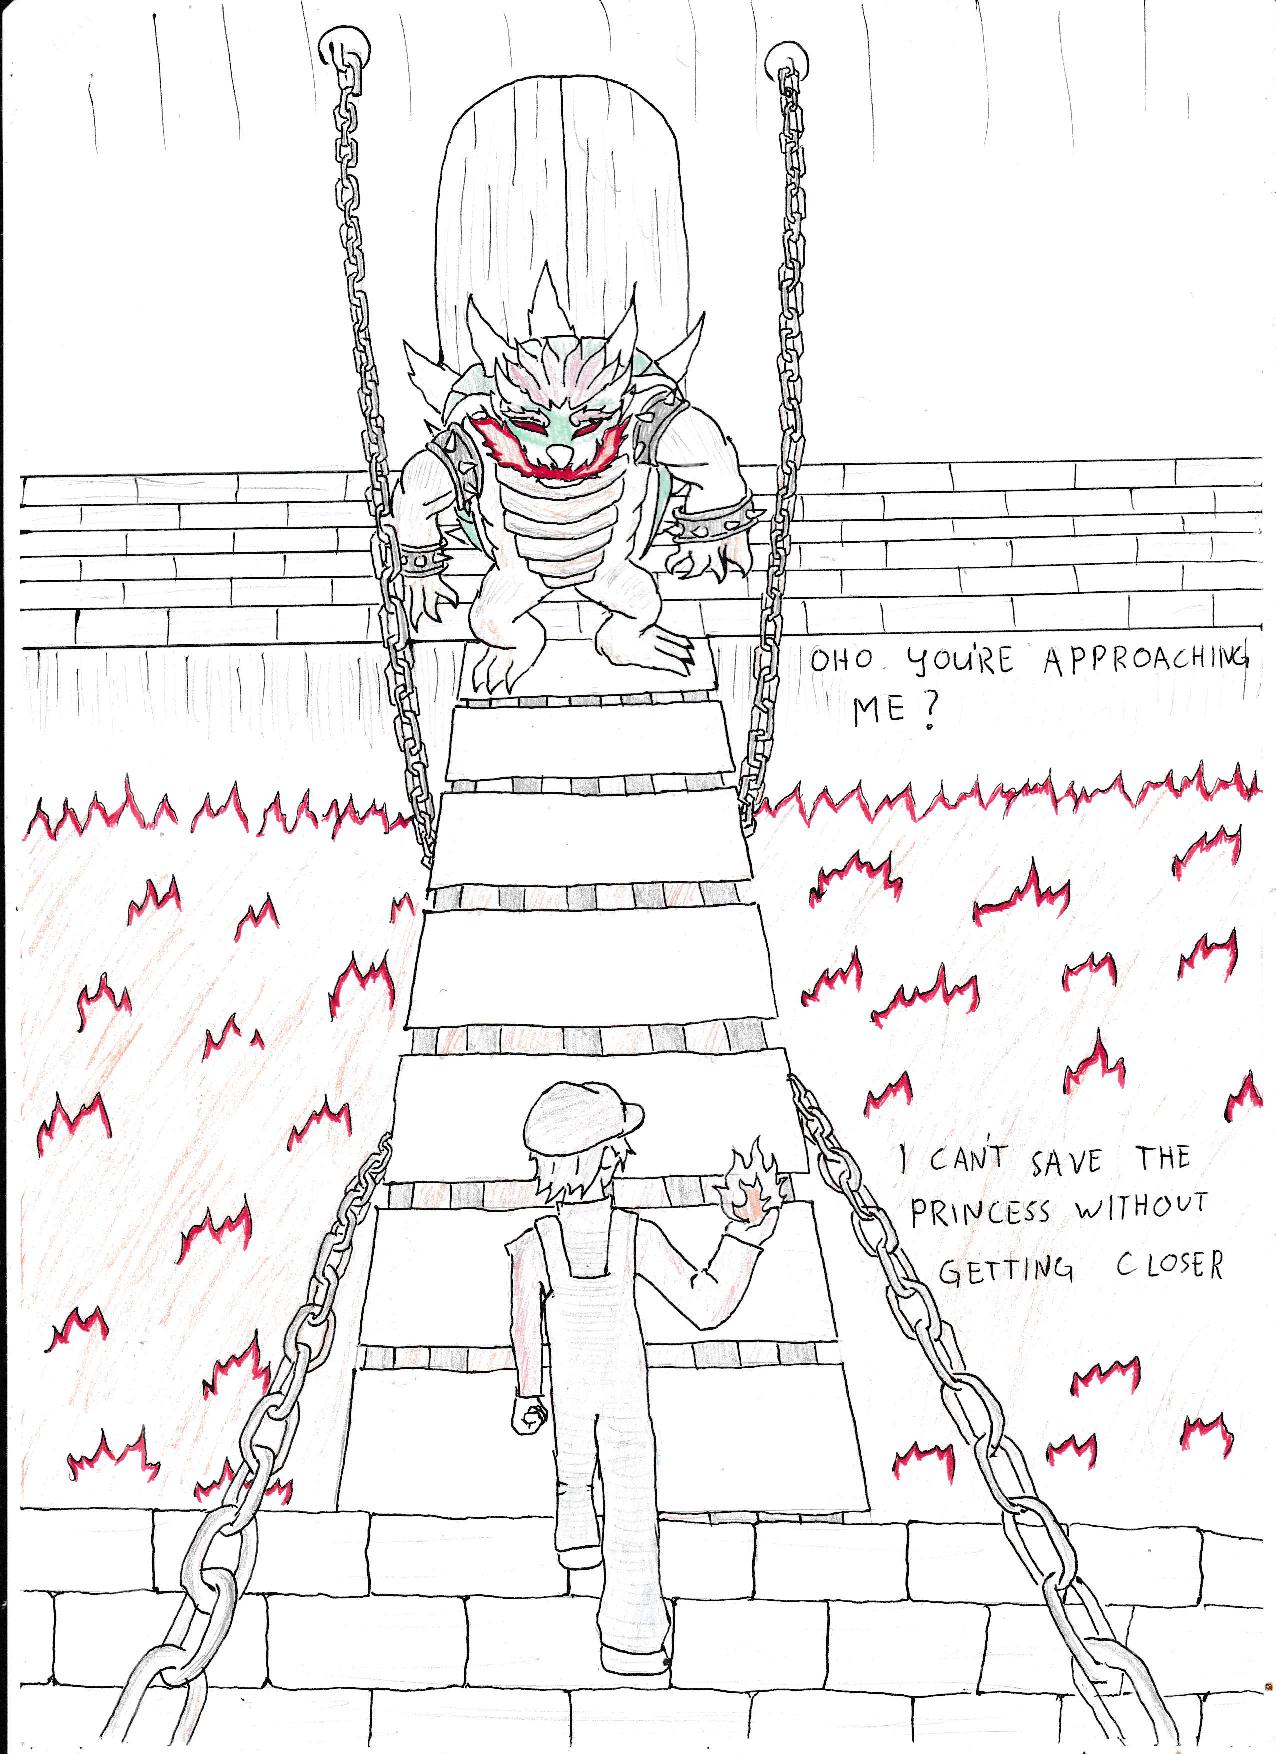 OHO. YOU'RE APPROACHING
ME?
I CAN'T SAVE THE
PRINCESS WITHOUT
GETTING CLOSER